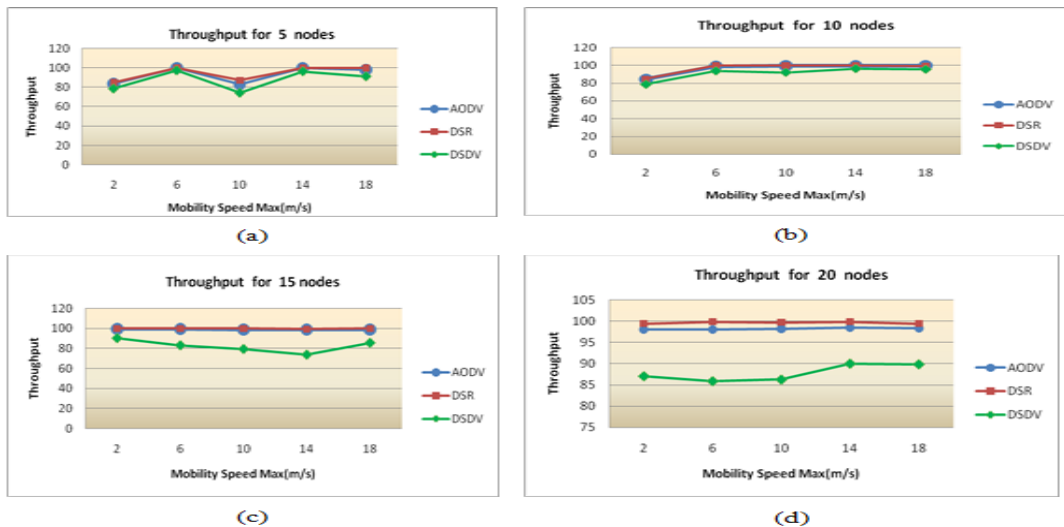 Throughput for 5 nodes
120
100
80
60
40
20
0
Throughput
2 6 10 14 18
Mobility Speed Max(m/s)
AODV
DSR
DSDV
(a)
Throughput for 10 nodes
120
100
80
60
40
20
0
Throughput
2 6 10 14 18
Mobility Speed Max(m/s)
AODV
DSR
DSDV
(b)
Throughput for 15 nodes
120
100
80
60
40
20
0
Throughput
2 6 10 14 18
Mobility Speed Max(m/s)
AODV
DSR
DSDV
(c)
Throughput for 20 nodes
105
100
95
90
85
80
75
Throughput
2 6 10 14 18
Mobility Speed Max(m/s)
AODV
DSR
DSDV
(d)